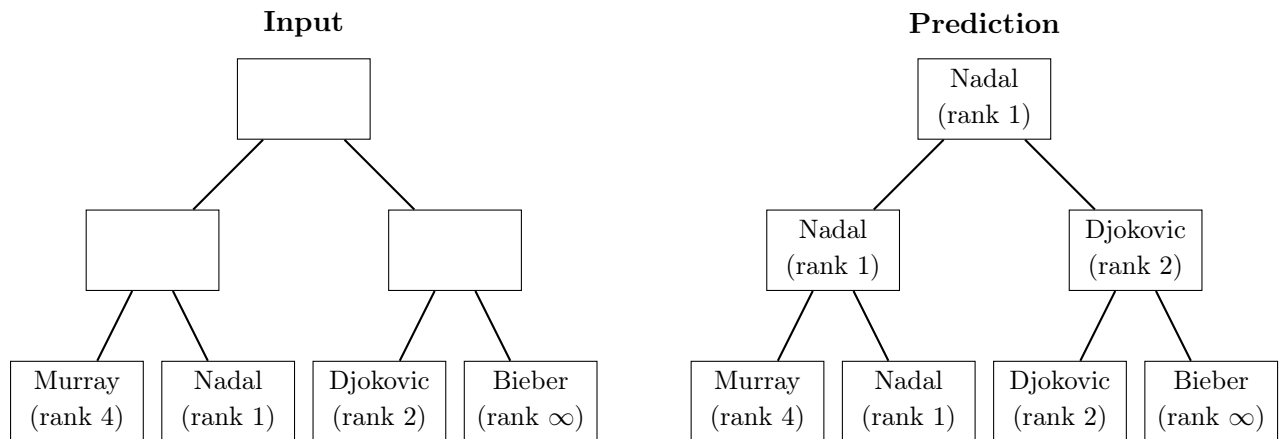 Input
Murray
(rank 4)
Nadal
(rank 1)
Djokovic
(rank 2)
Bieber
(rank ∞)
Prediction
Nadal
(rank 1)
Nadal
(rank 1)
Djokovic
(rank 2)
Murray
(rank 4)
Nadal
(rank 1)
Djokovic
(rank 2)
Bieber
(rank ∞)